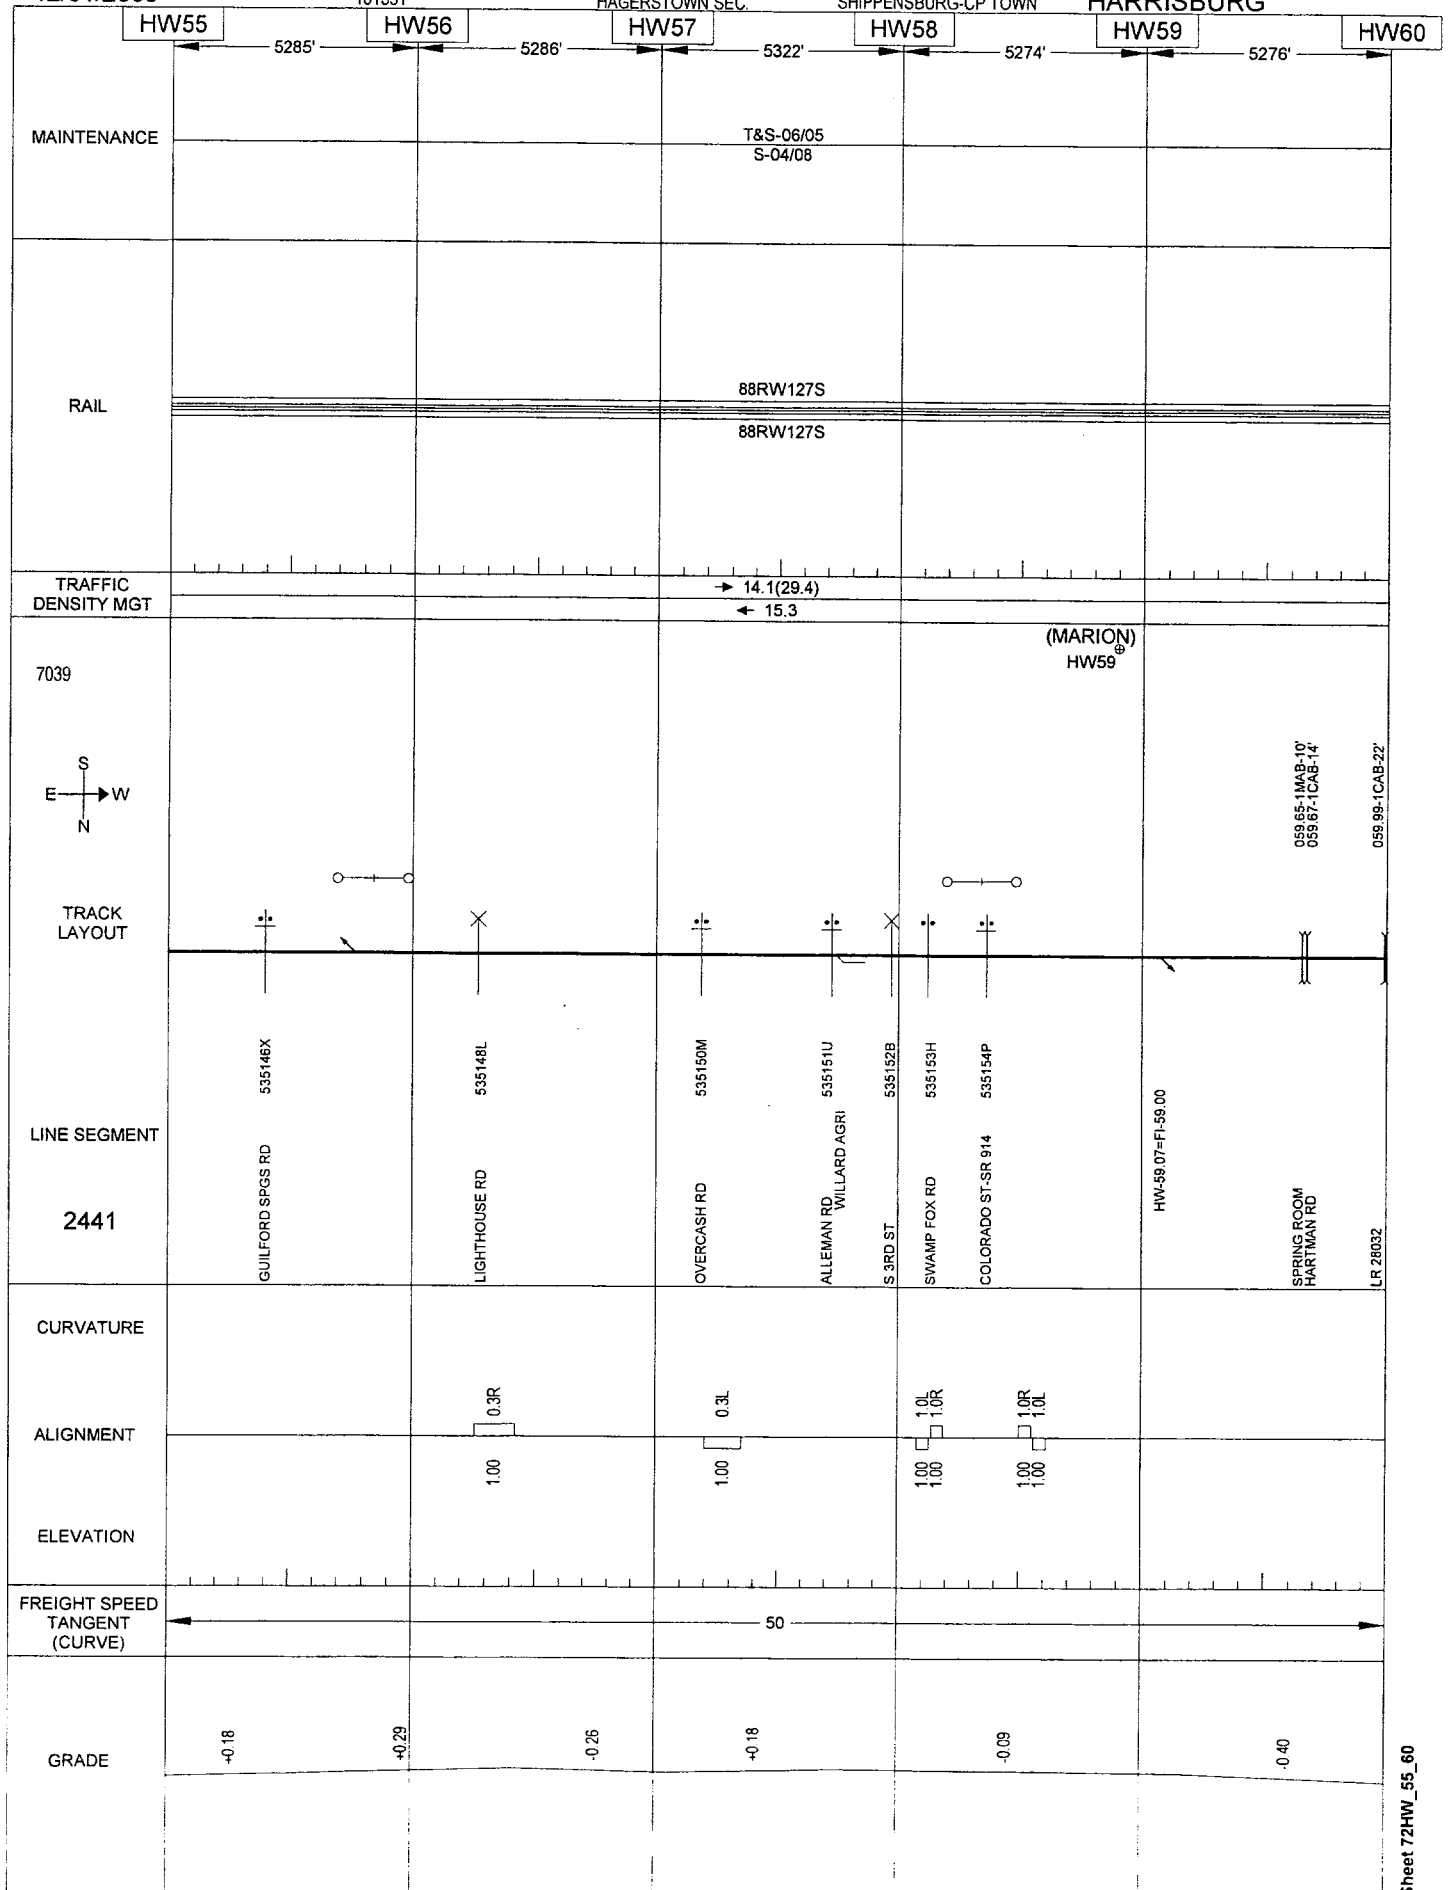 HAGERSTOWN SEC.
SHIPPENSBURG-CP TOWN
HARRISBURG
HW55
HW56
HW57
HW58
HW59
HW60
5285'
5286'
5322'
5274'
5276'
MAINTENANCE
T&S-06/05
S-04/08
RAIL
88RW127S
88RW127S
TRAFFIC
DENSITY MGT
14.1(29.4)
15.3
(MARION)
HW59
7039
S
E
W
N
059.65-1MAB-10'
059.67-1CAB-14'
059.99-1CAB-22'
TRACK
LAYOUT
535146X
535148L
535150M
535151U
535152B
535153H
535154P
LINE SEGMENT
2441
GUILFORD SPGS RD
LIGHTHOUSE RD
OVERCASH RD
ALLEMAN RD
WILLARD AGRI
S 3RD ST
SWAMP FOX RD
COLORADO ST-SR 914
HW-59.07=FI-59.00
SPRING ROOM
HARTMAN RD
LR 28032
CURVATURE
0.3R
0.3L
1.0L
1.0R
1.0R
1.0L
ALIGNMENT
1.00
1.00
1.00
1.00
1.00
1.00
ELEVATION
FREIGHT SPEED
TANGENT
(CURVE)
50
GRADE
+0.18
+0.29
-0.26
+0.18
-0.09
-0.40
Sheet 72HW_55_60